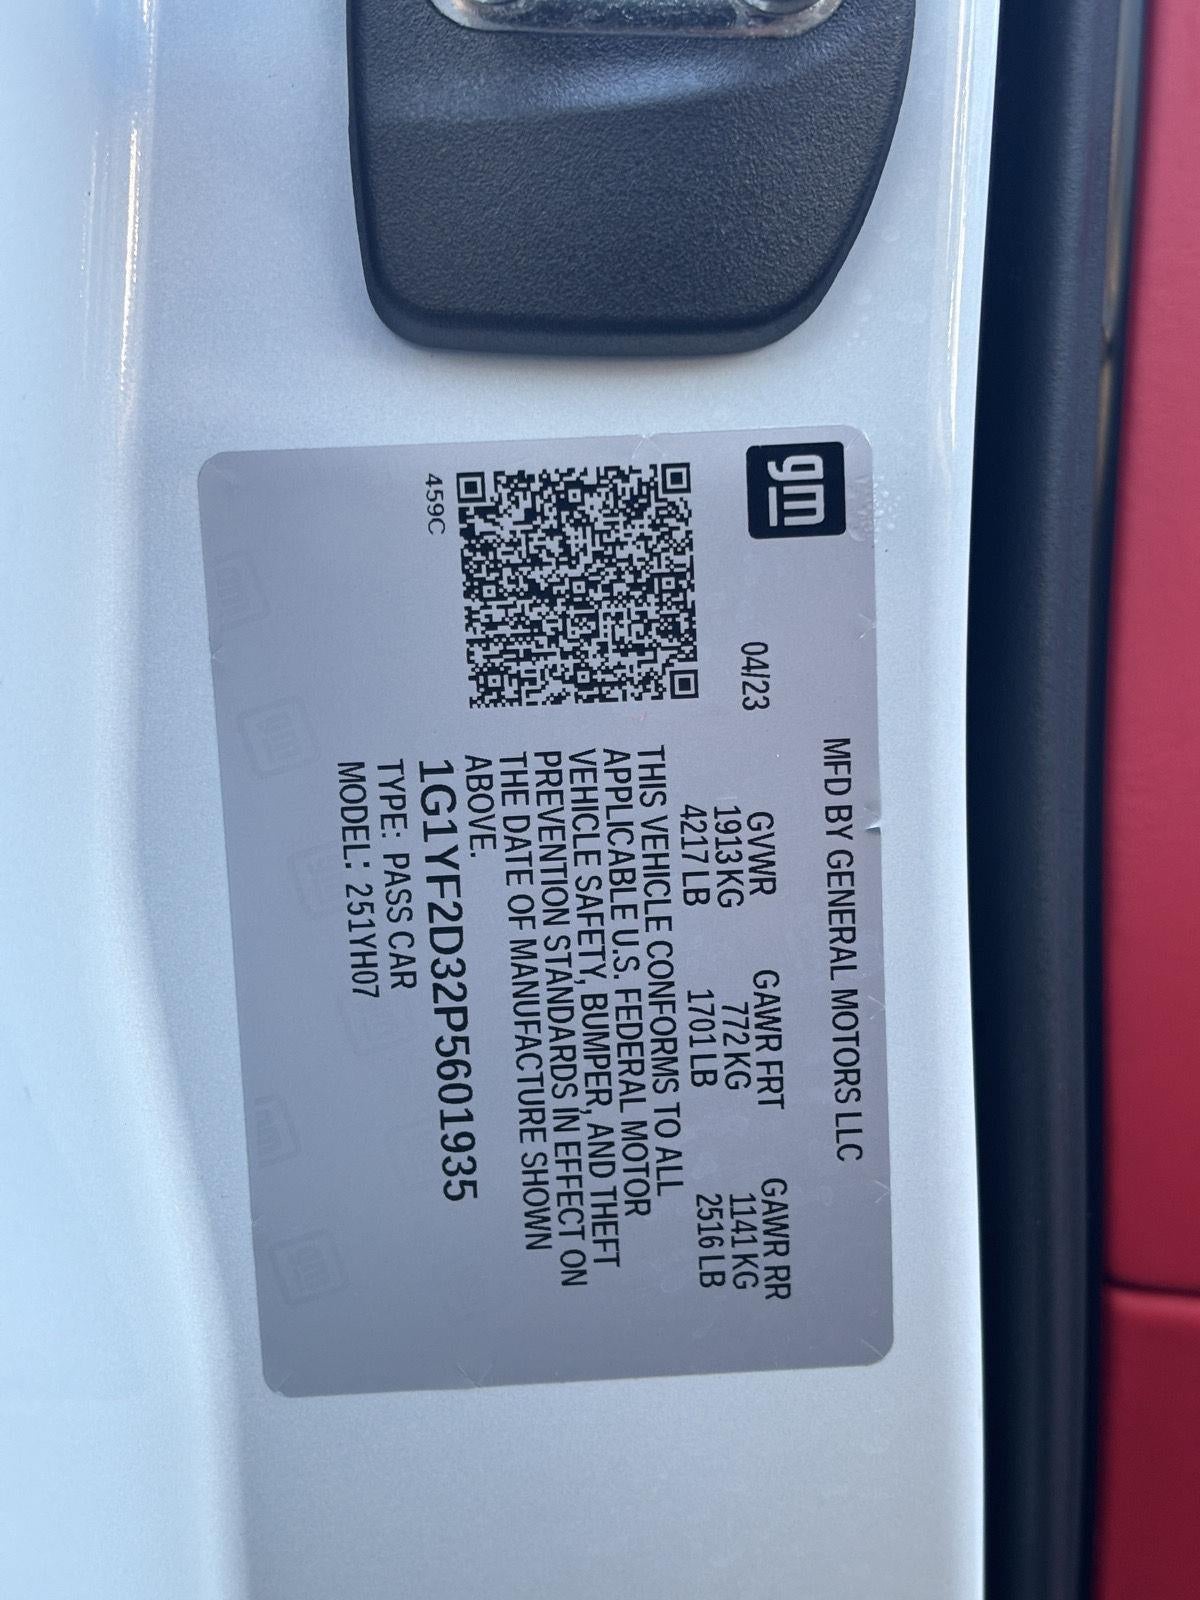 gm
MFD BY GENERAL MOTORS LLC
04/23
GVWR GAWR FRT GAWR RR
1913 KG 772 KG 1141 KG
4217 LB 1701 LB 2516 LB
THIS VEHICLE CONFORMS TO ALL
APPLICABLE U.S. FEDERAL MOTOR
VEHICLE SAFETY, BUMPER, AND THEFT
PREVENTION STANDARDS IN EFFECT ON
THE DATE OF MANUFACTURE SHOWN
ABOVE.
1G1YF2D32P5601935
TYPE: PASS CAR
MODEL: 251YH07
459C